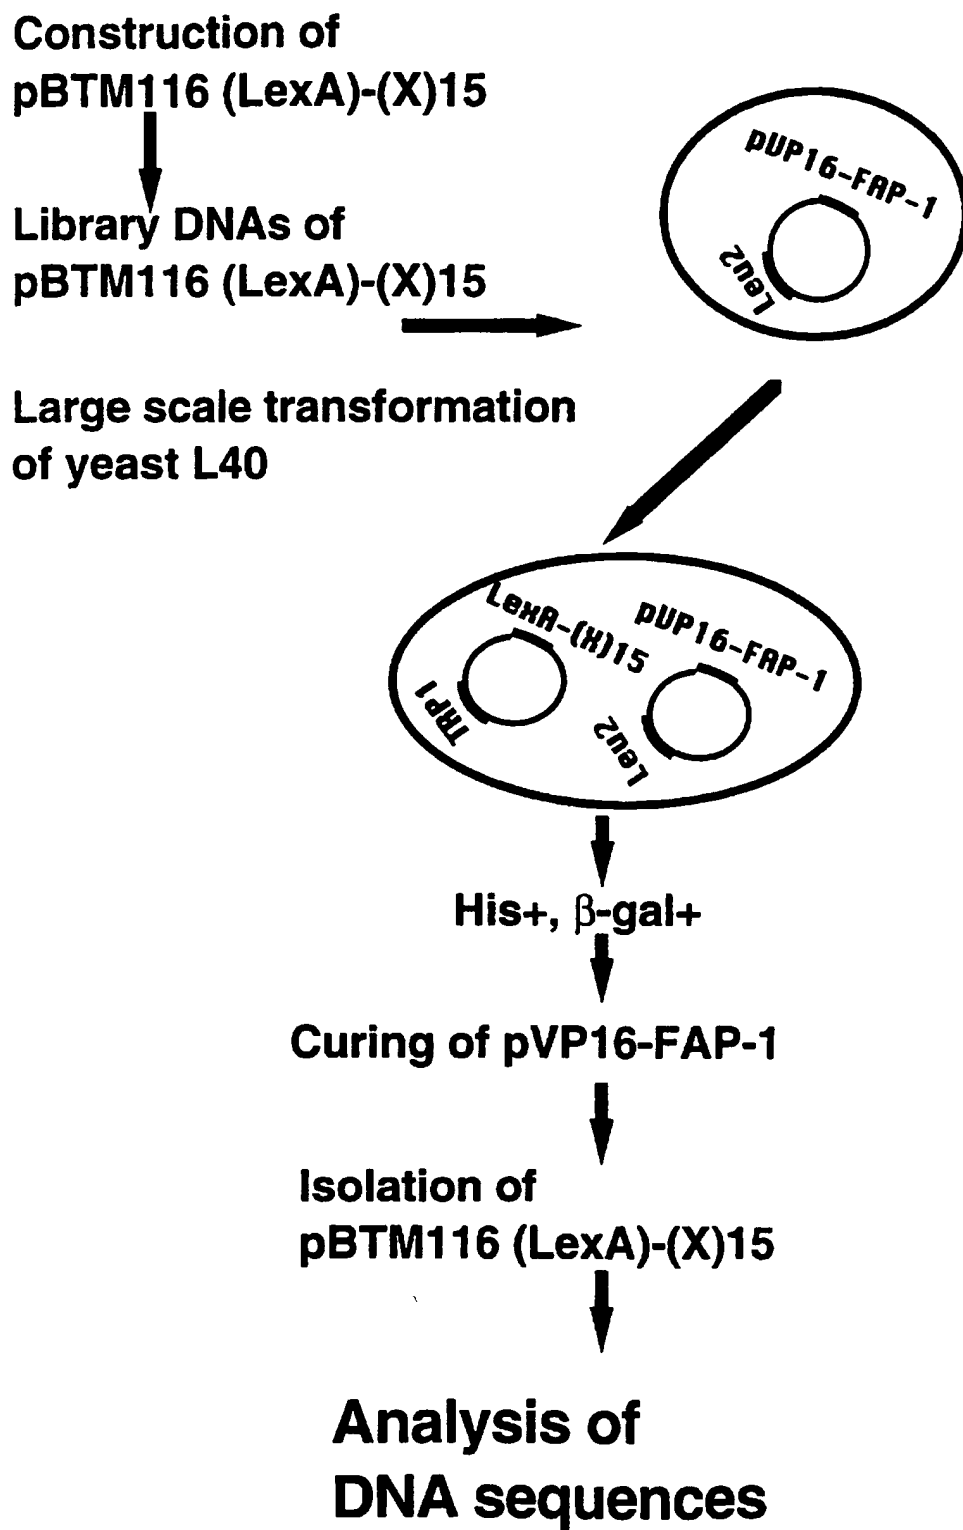 Construction of
pBTM116 (LexA)-(X)15
Library DNAs of
pBTM116 (LexA)-(X)15
Large scale transformation
of yeast L40
pVP16-FAP-1
Leu2
LexA-(X)15
TRP1
pVP16-FAP-1
Leu2
His+, β-gal+
Curing of pVP16-FAP-1
Isolation of
pBTM116 (LexA)-(X)15
Analysis of
DNA sequences